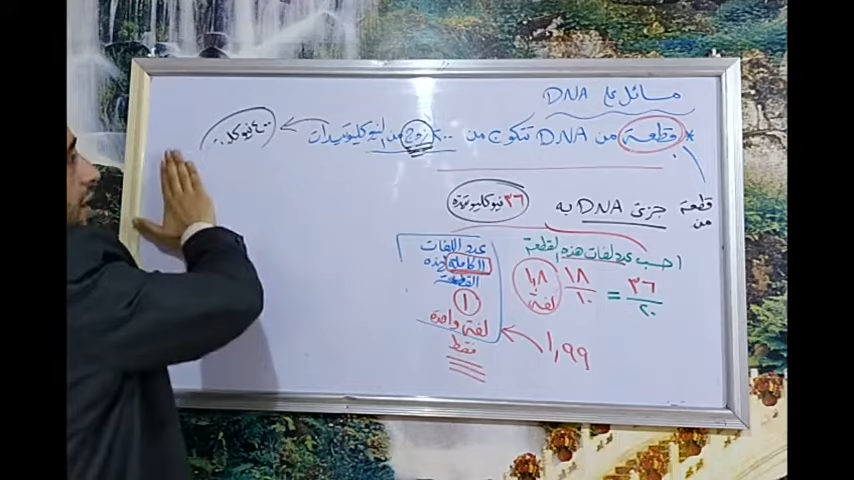 مسائل على DNA
* قطعة من DNA تتكون من ٢٠٠ زوج من النيوكليوتيدات
قطعة من جزئ DNA به ٣٦ نيوكليوتيدة
احسب عدد لفات هذه القطعة
٣٦/٢٠ = ١٨/١٠ ١,٨ لفة
عدد اللفات
الكاملة لهذه
القطعة
١
لفة واحدة
فقط
١,٩٩